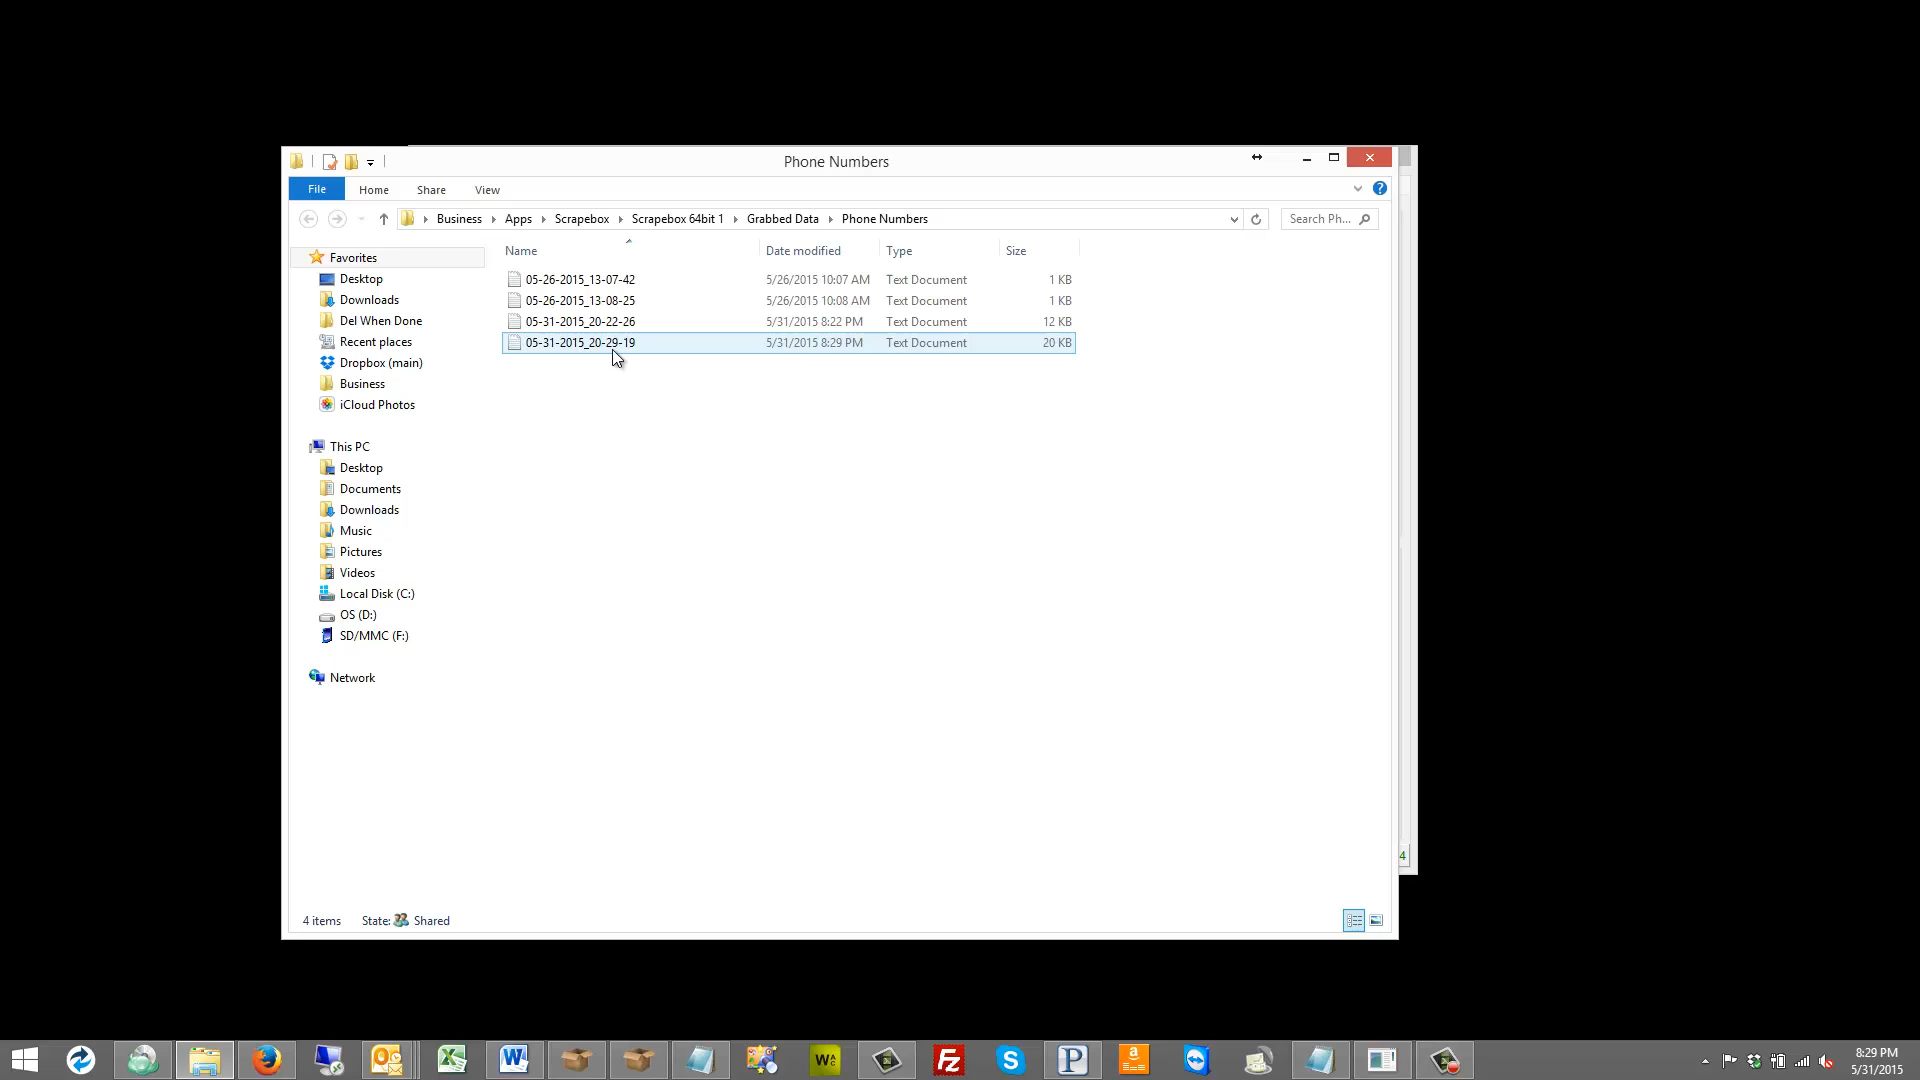 Phone Numbers
File Home Share View
Business Apps Scrapebox Scrapebox 64bit 1 Grabbed Data Phone Numbers
Search Ph...
Name Date modified Type Size
05-26-2015_13-07-42 5/26/2015 10:07 AM Text Document 1 KB
05-26-2015_13-08-25 5/26/2015 10:08 AM Text Document 1 KB
05-31-2015_20-22-26 5/31/2015 8:22 PM Text Document 12 KB
05-31-2015_20-29-19 5/31/2015 8:29 PM Text Document 20 KB
Favorites
Desktop
Downloads
Del When Done
Recent places
Dropbox (main)
Business
iCloud Photos
This PC
Desktop
Documents
Downloads
Music
Pictures
Videos
Local Disk (C:)
OS (D:)
SD/MMC (F:)
Network
4
4 items State: Shared
8:29 PM
5/31/2015